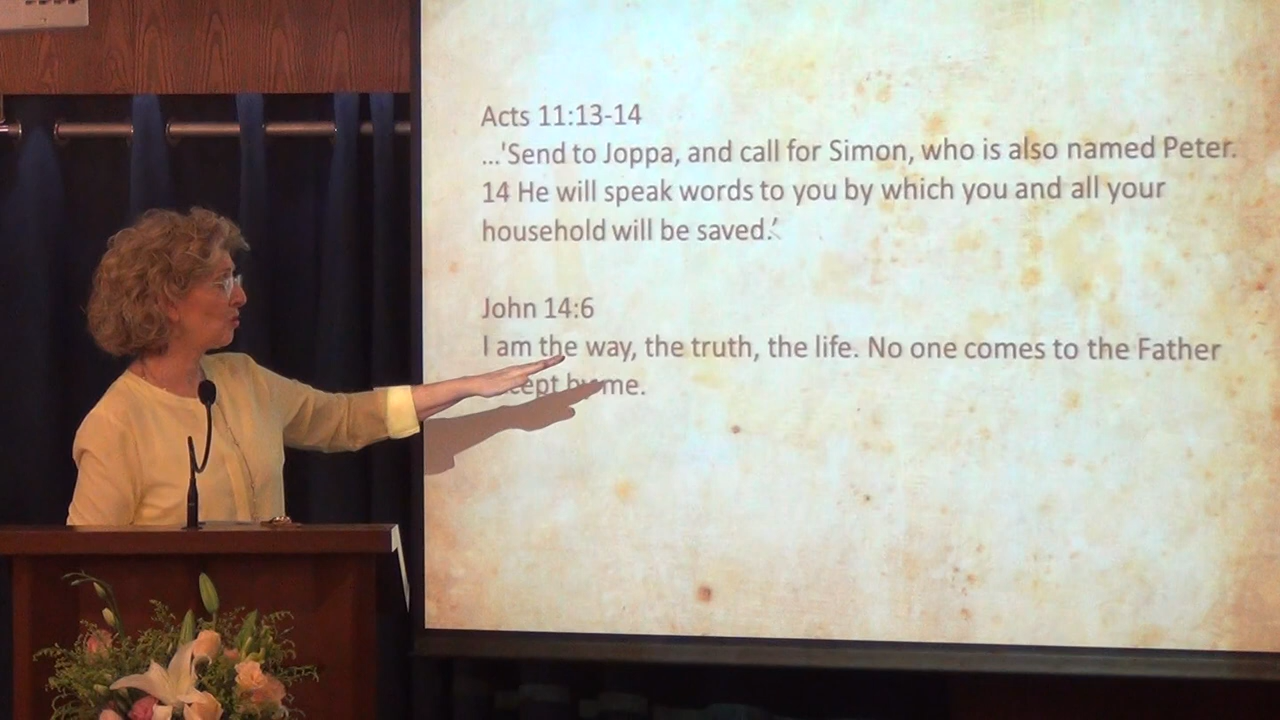 Acts 11:13-14
...'Send to Joppa, and call for Simon, who is also named Peter.
14 He will speak words to you by which you and all your
household will be saved.'
John 14:6
I am the way, the truth, the life. No one comes to the Father
me.